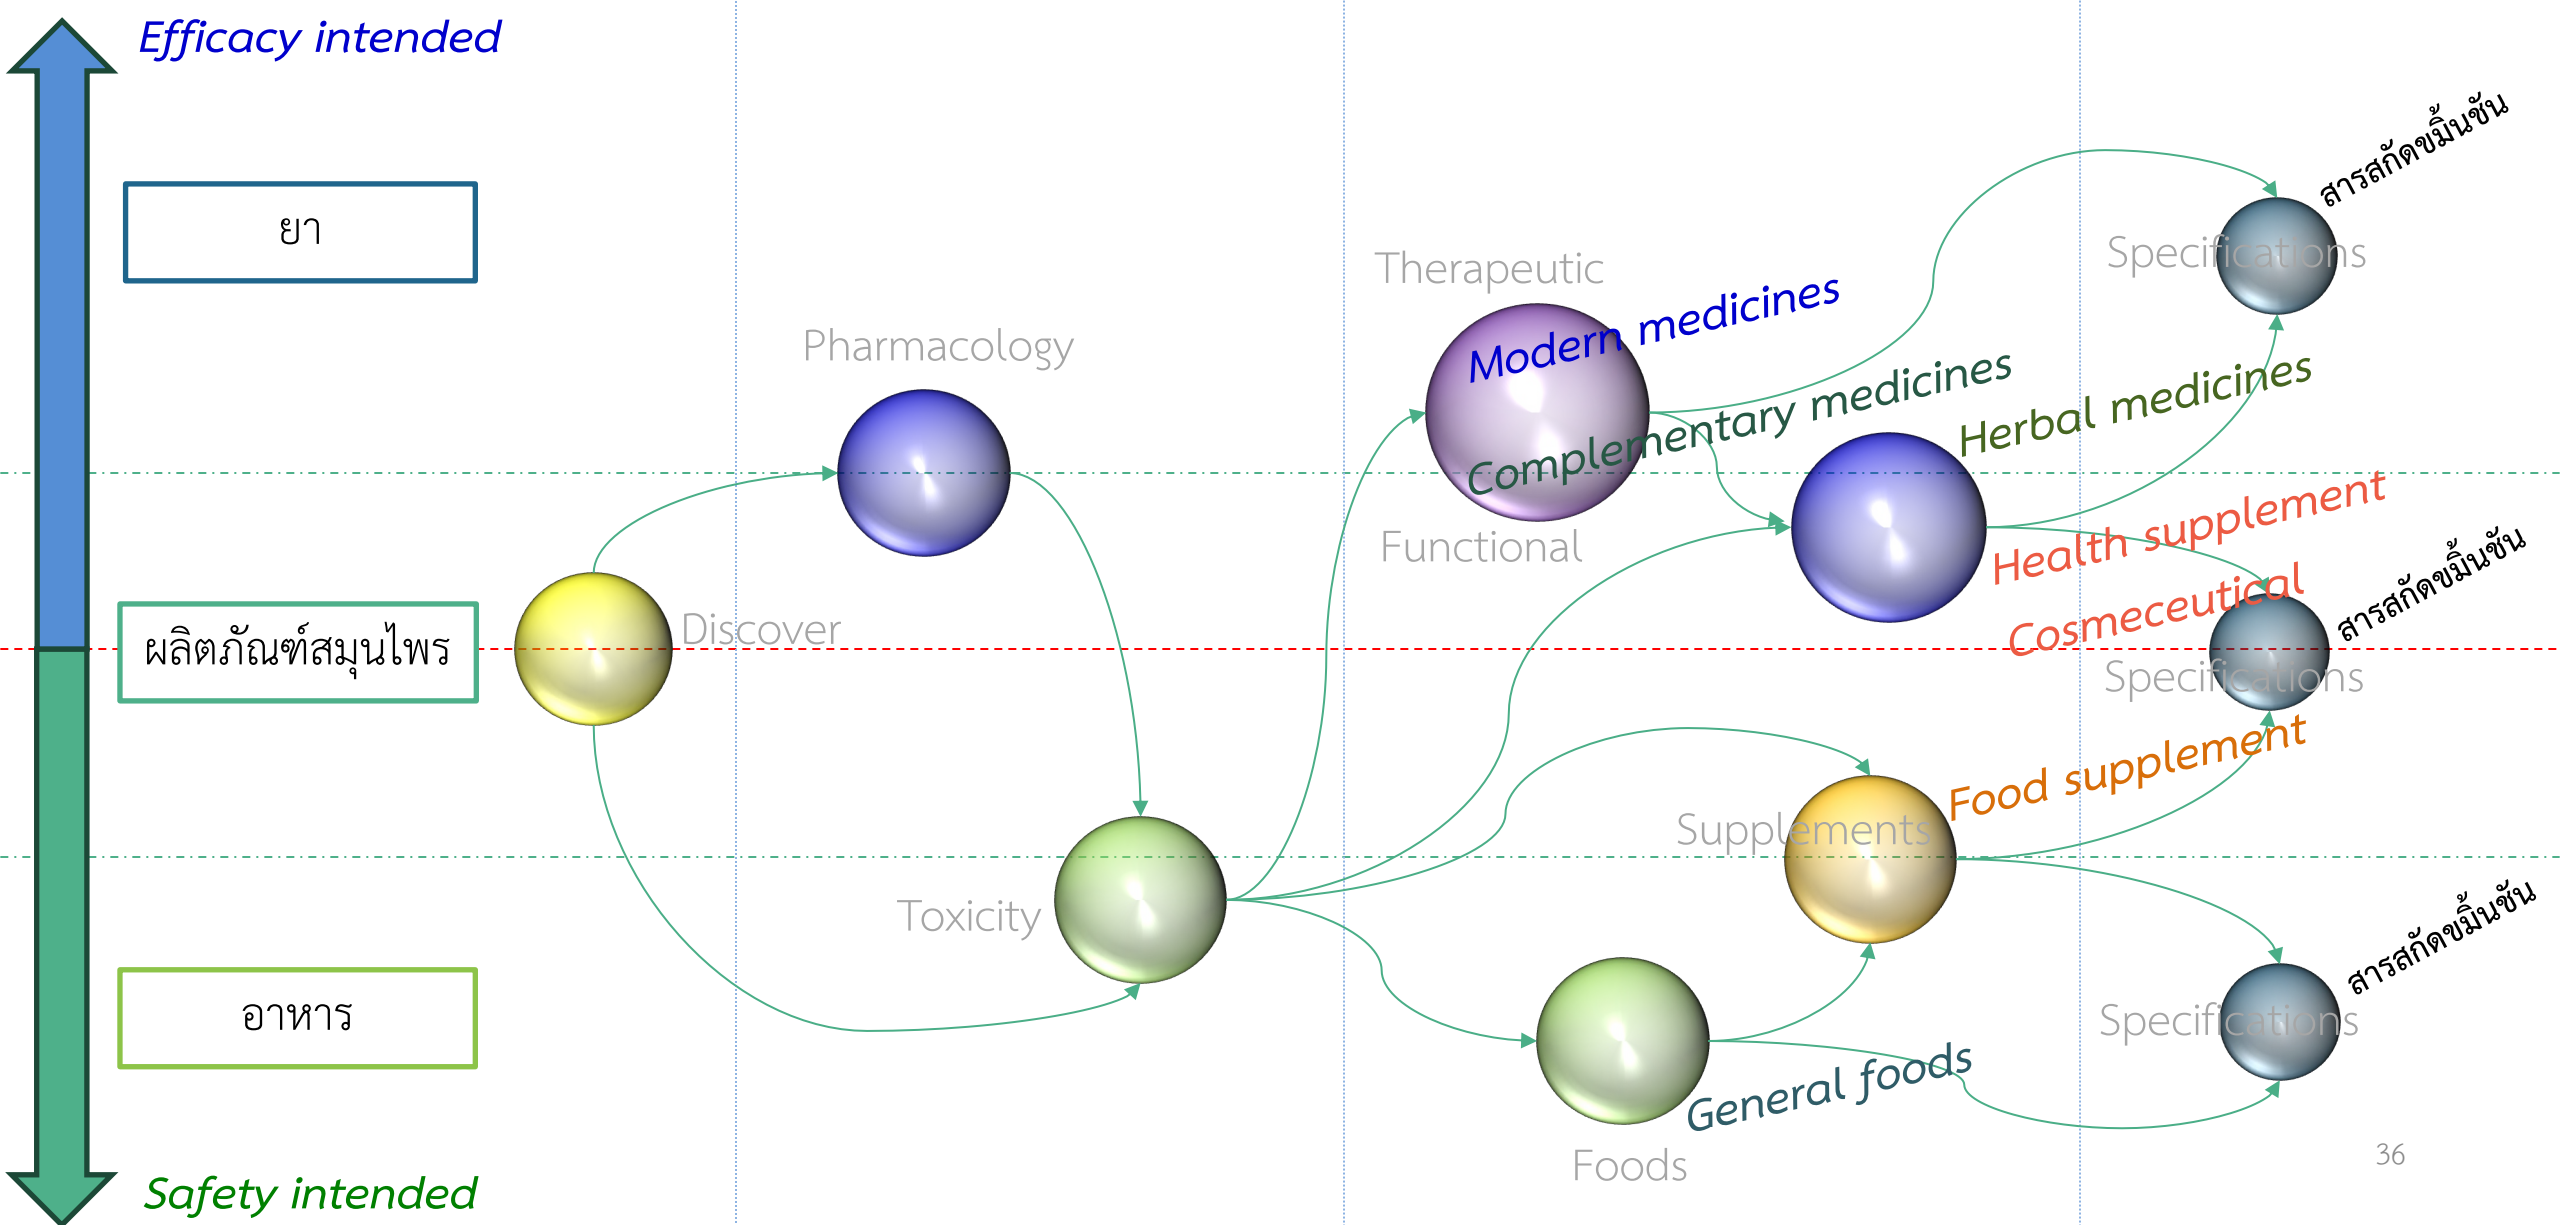 Efficacy intended
ยา
ผลิตภัณฑ์สมุนไพร
อาหาร
Safety intended
Discover
Pharmacology
Toxicity
Therapeutic
Functional
Modern medicines
Complementary medicines
Herbal medicines
Health supplement
Cosmeceutical
Supplements
Food supplement
General foods
Foods
Specifications
สารสกัดขมิ้นชัน
Specifications
สารสกัดขมิ้นชัน
Specifications
สารสกัดขมิ้นชัน
36